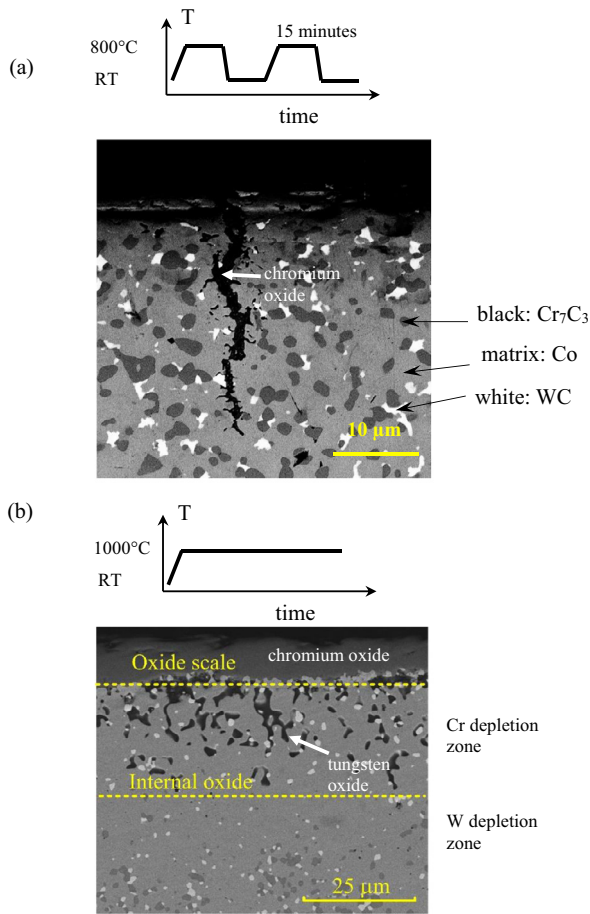 (a)
T
800°C
15 minutes
RT
time
chromium
oxide
black: Cr₇C₃
matrix: Co
white: WC
10 µm
(b)
T
1000°C
RT
time
chromium oxide
Oxide scale
Cr depletion
zone
tungsten
oxide
Internal oxide
W depletion
zone
25 µm